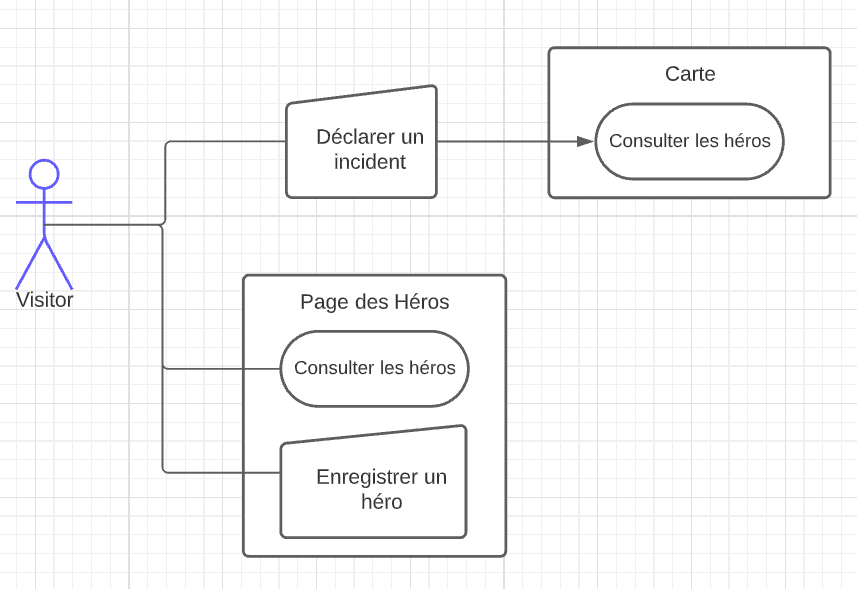 Carte
Déclarer un
incident
Consulter les héros
Visitor
Page des Héros
Consulter les héros
Enregistrer un
héro